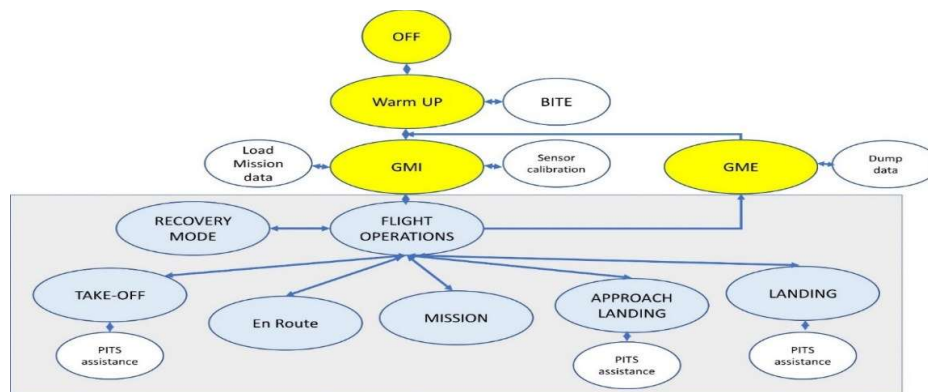 OFF
Warm UP
BITE
Load
Mission
data
GMI
Sensor
calibration
GME
Dump
data
RECOVERY
MODE
FLIGHT
OPERATIONS
TAKE-OFF
En Route
MISSION
APPROACH
LANDING
LANDING
PITS
assistance
PITS
assistance
PITS
assistance